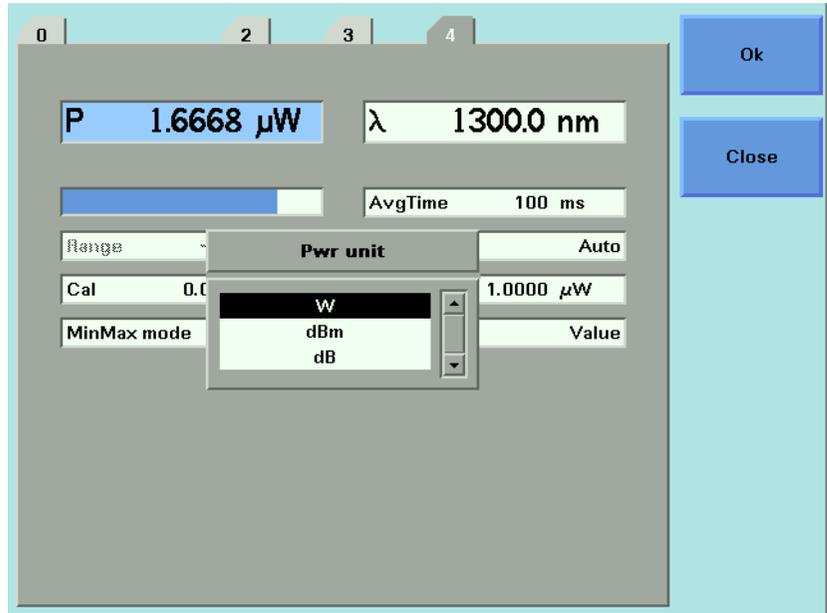 0 2 3 4
Ok
P 1.6668 µW λ 1300.0 nm
Close
AvgTime 100 ms
Range Auto
Pwr unit
Cal 1.0000 µW
W
MinMax mode Value
dBm
dB